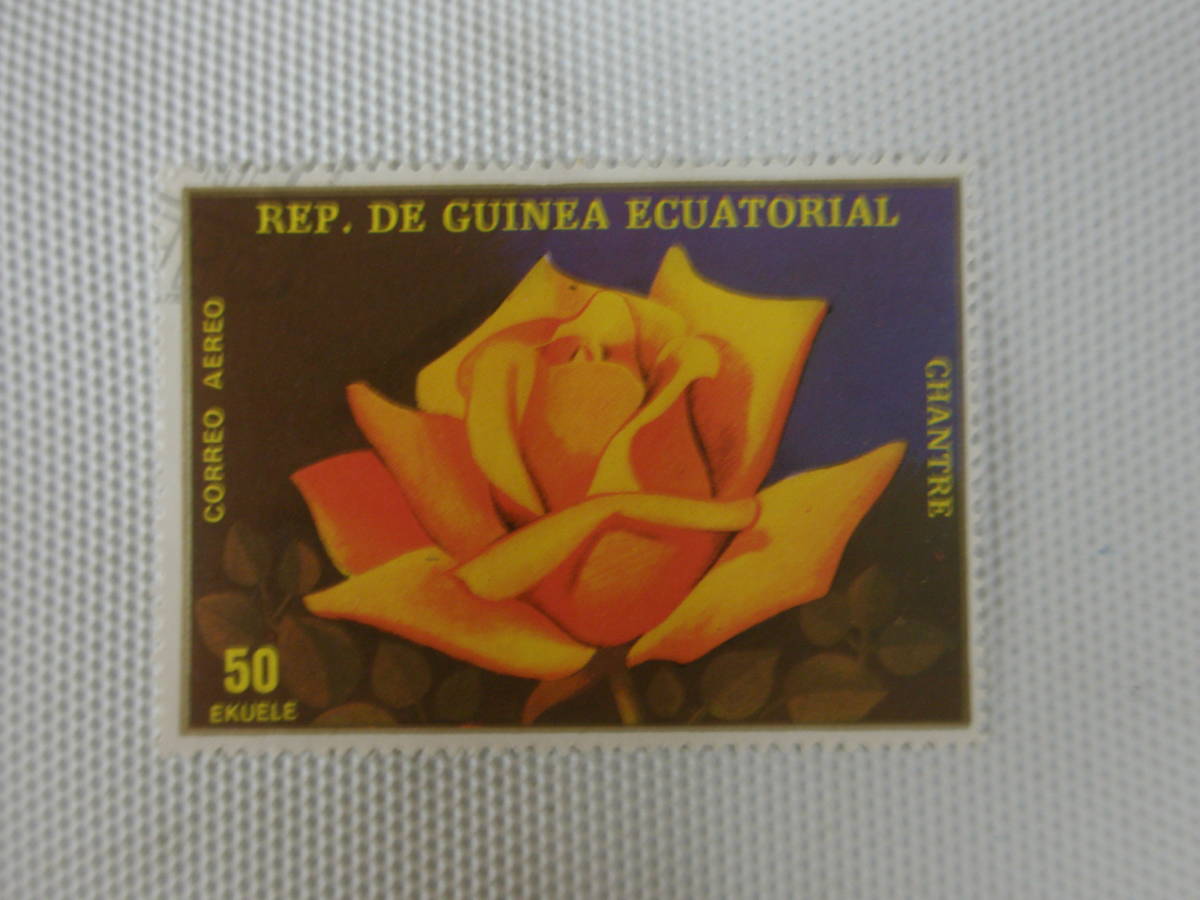 REP. DE GUINEA ECUATORIAL
CORREO AEREO
CHANTRE
50
EKUELE